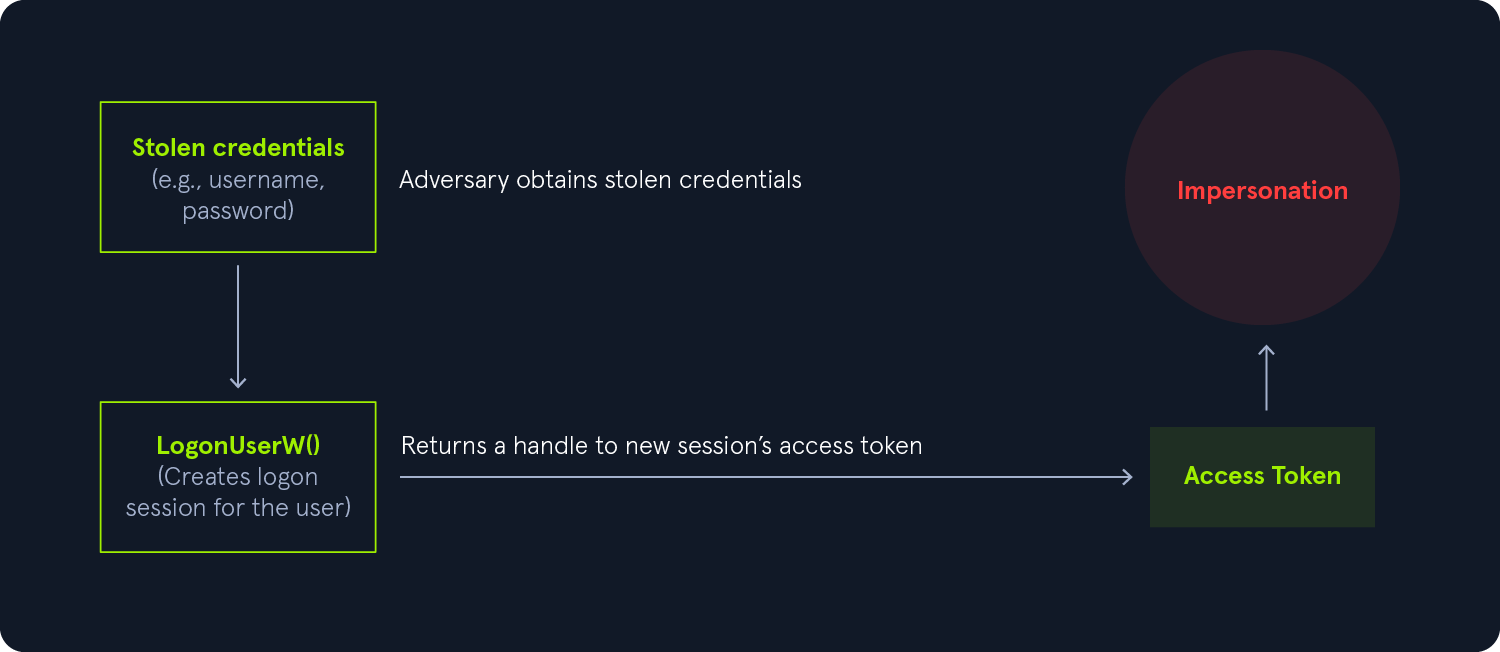 Stolen credentials
(e.g., username,
password)
Adversary obtains stolen credentials
Impersonation
LogonUserW()
(Creates logon
session for the user)
Returns a handle to new session’s access token
Access Token